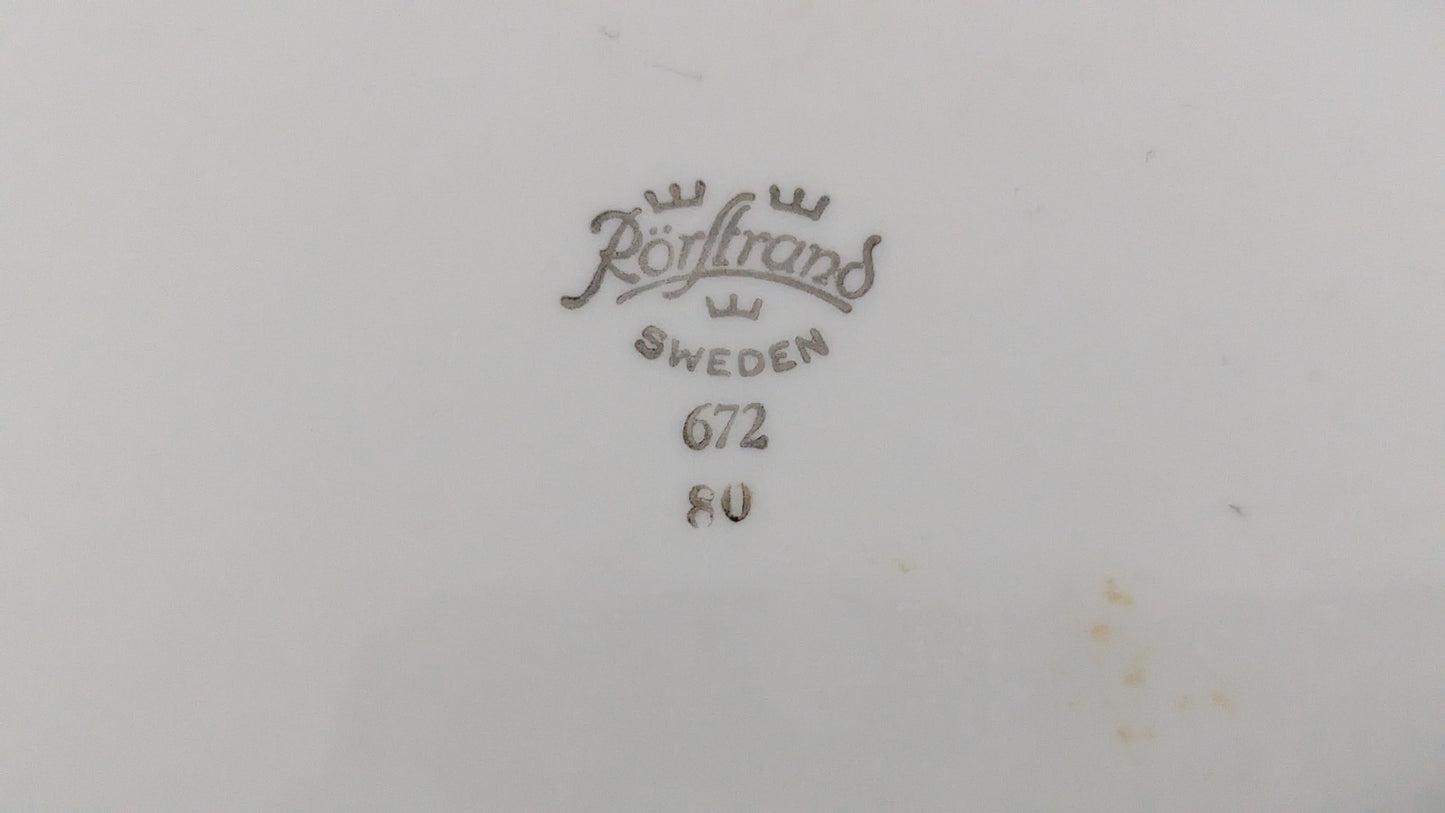 Rörstrand
SWEDEN
672
80